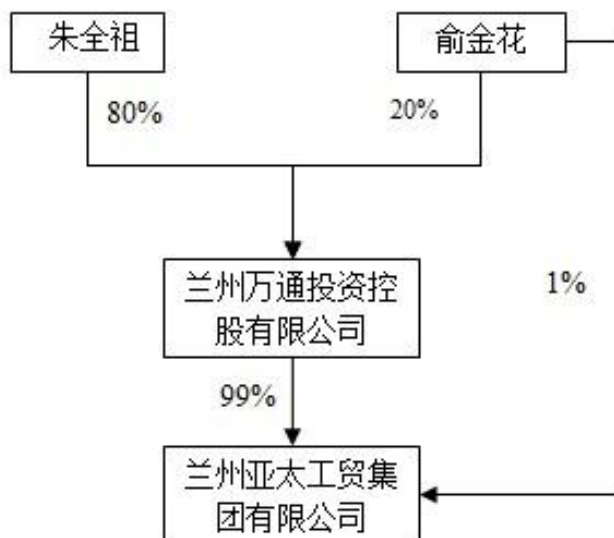 朱全祖
俞金花
80%
20%
兰州万通投资控
股有限公司
1%
99%
兰州亚太工贸集
团有限公司